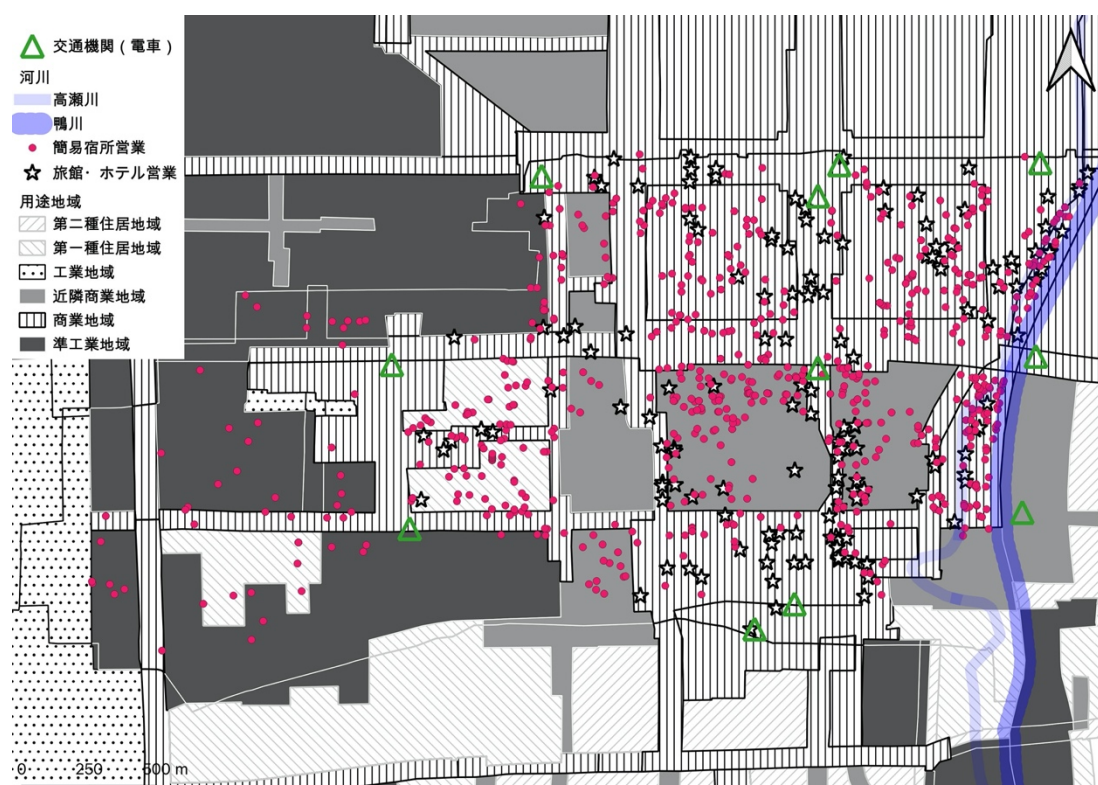 交通機関（電車）
河川
高瀬川
鴨川
簡易宿所営業
旅館・ホテル営業
用途地域
第二種住居地域
第一種住居地域
工業地域
近隣商業地域
商業地域
準工業地域
0 250 500 m